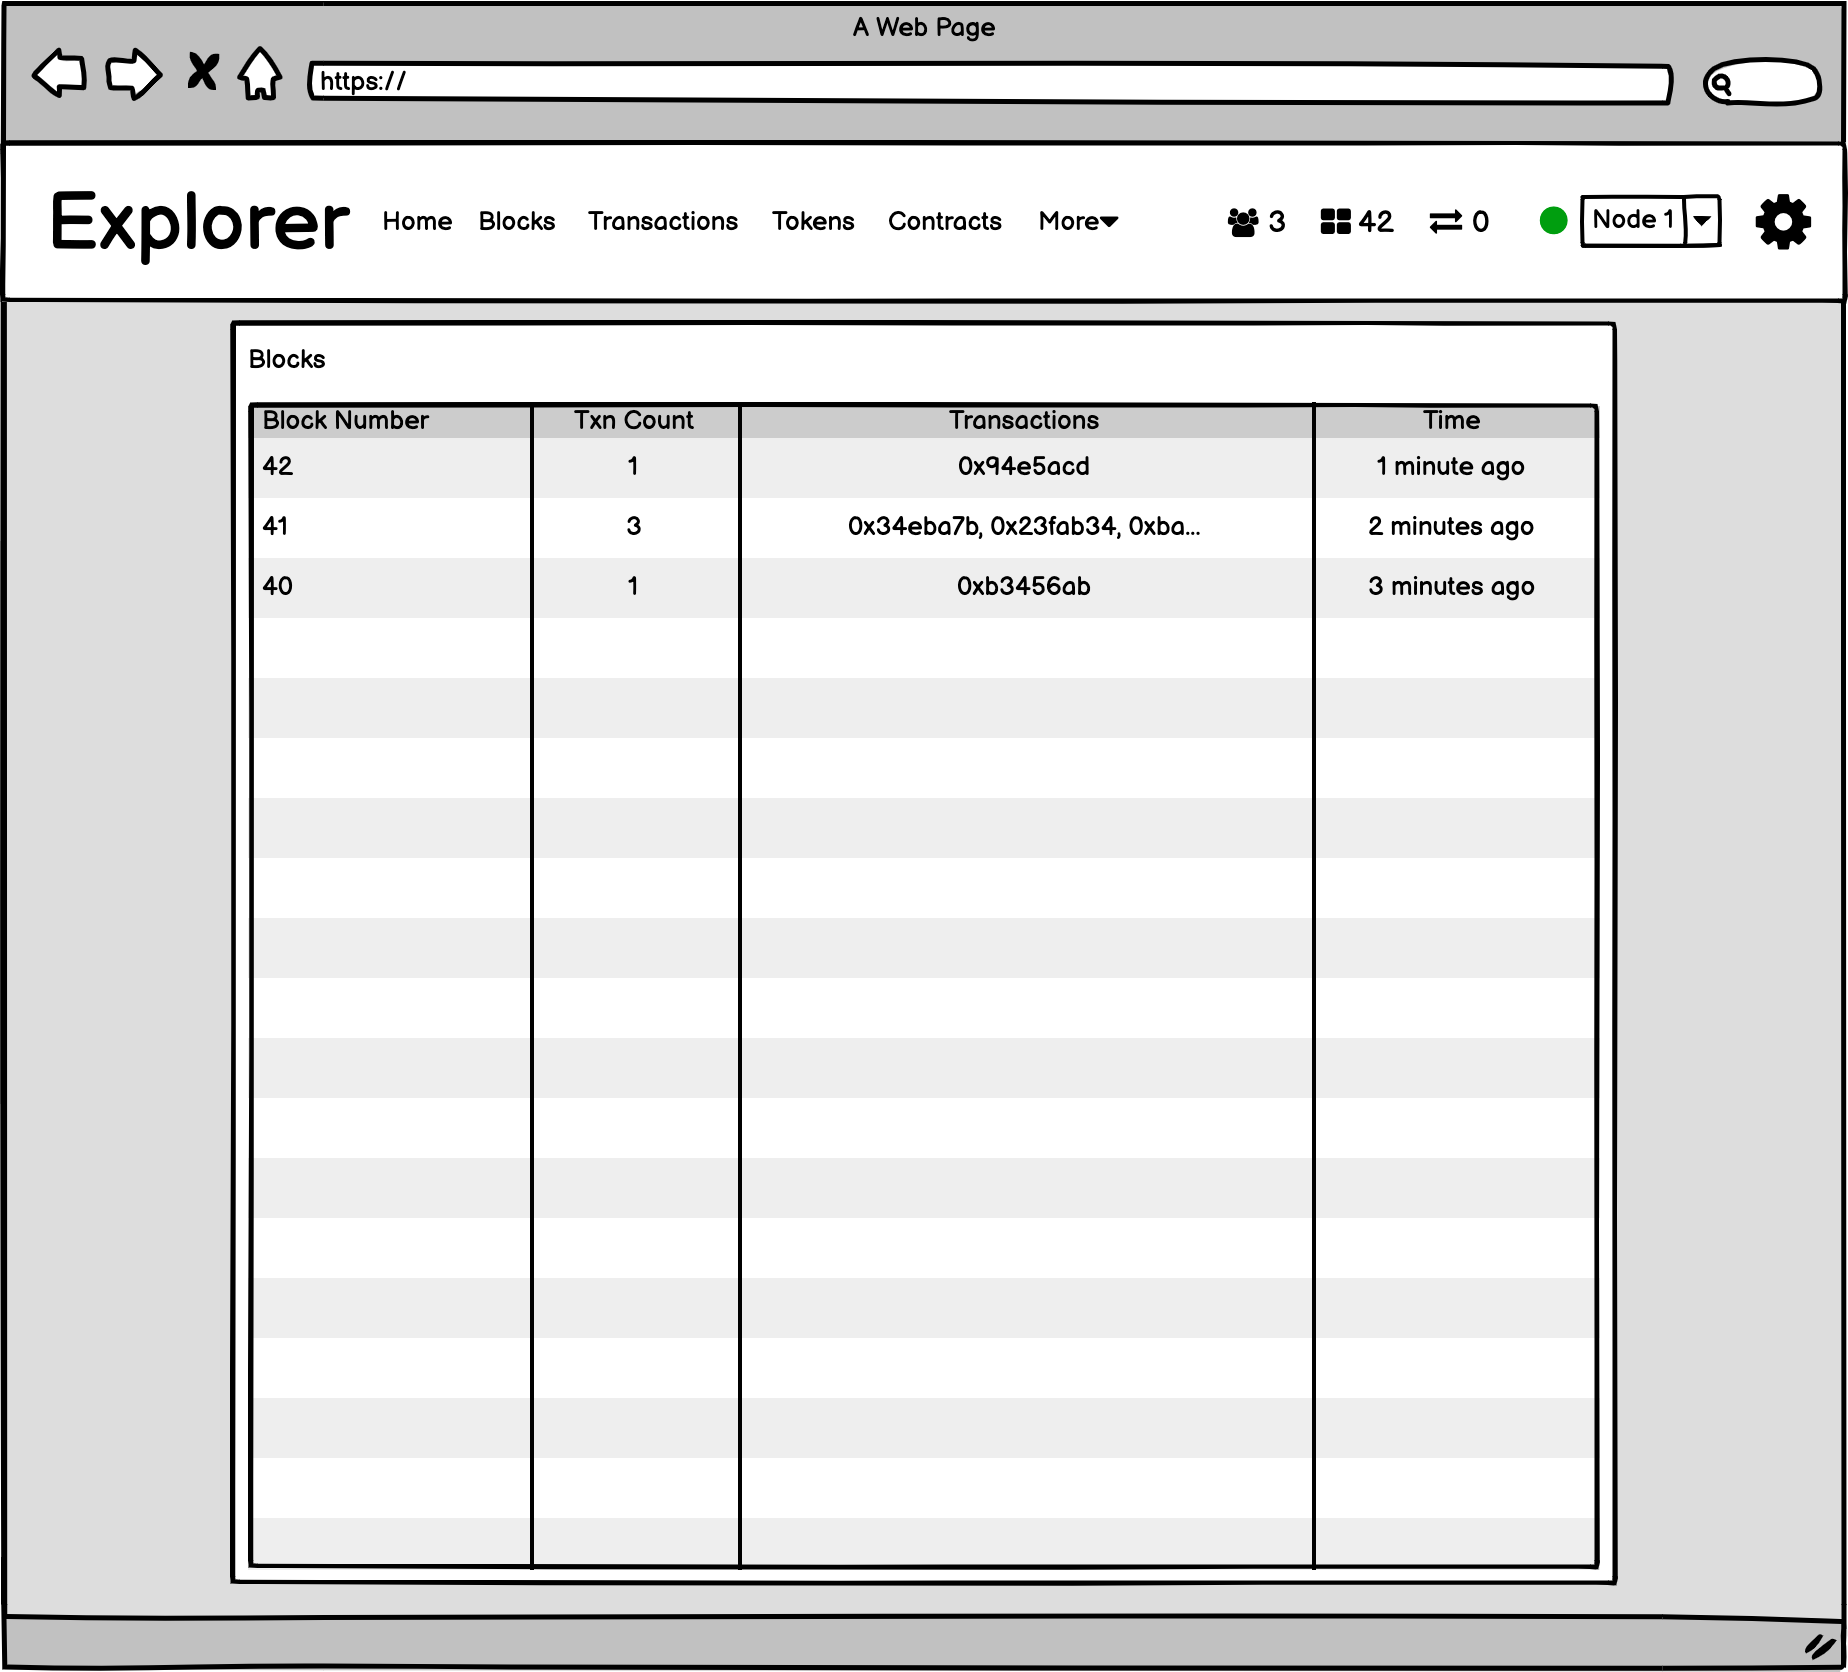 A Web Page
https://
Explorer Home Blocks Transactions Tokens Contracts More 3 42 0 Node 1
Blocks
Block Number Txn Count Transactions Time
42 1 0x94e5acd 1 minute ago
41 3 0x34eba7b, 0x23fab34, 0xba... 2 minutes ago
40 1 0xb3456ab 3 minutes ago